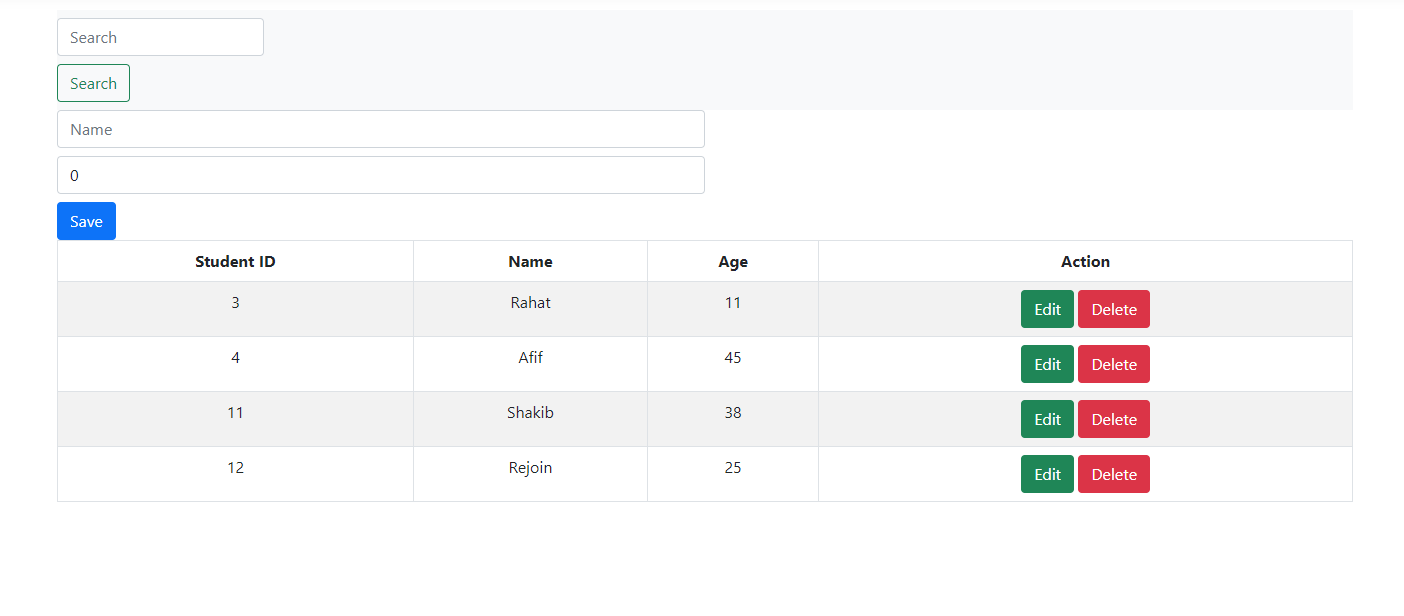 Search
Search
Name
0
Save
Student ID Name Age Action
3 Rahat 11 Edit Delete
4 Afif 45 Edit Delete
11 Shakib 38 Edit Delete
12 Rejoin 25 Edit Delete